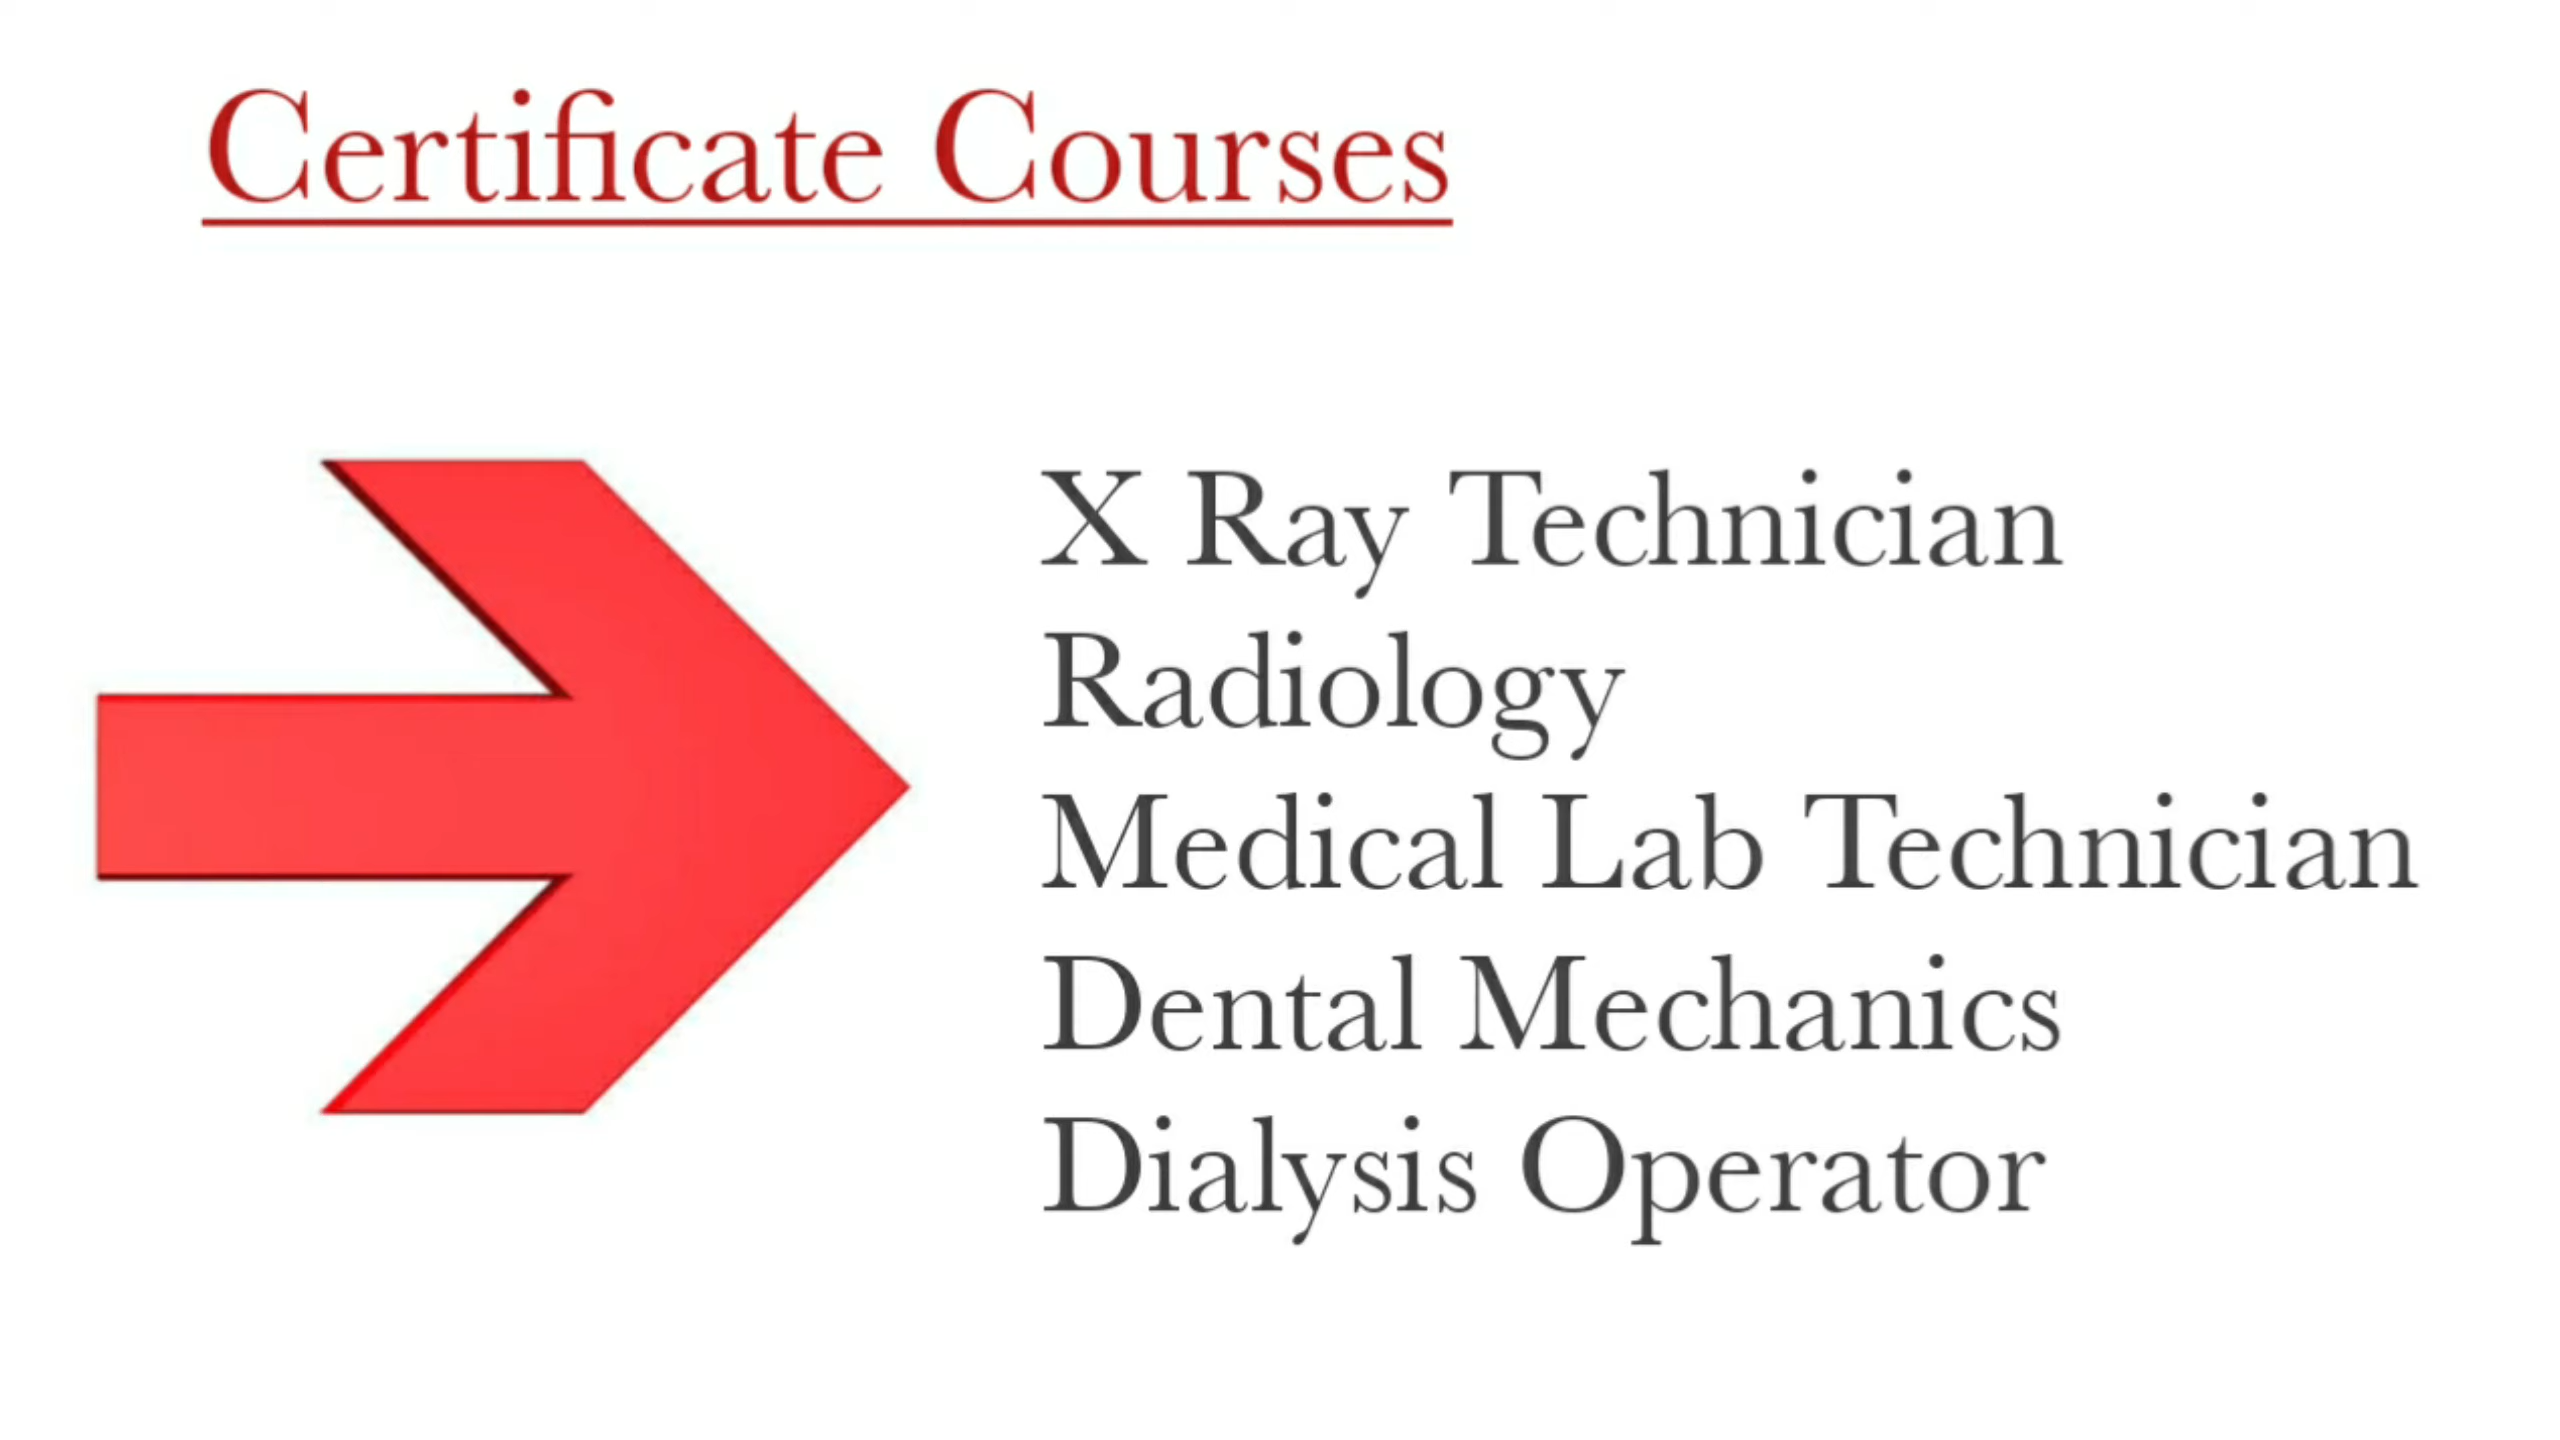 Certificate Courses
X Ray Technician
Radiology
Medical Lab Technician
Dental Mechanics
Dialysis Operator